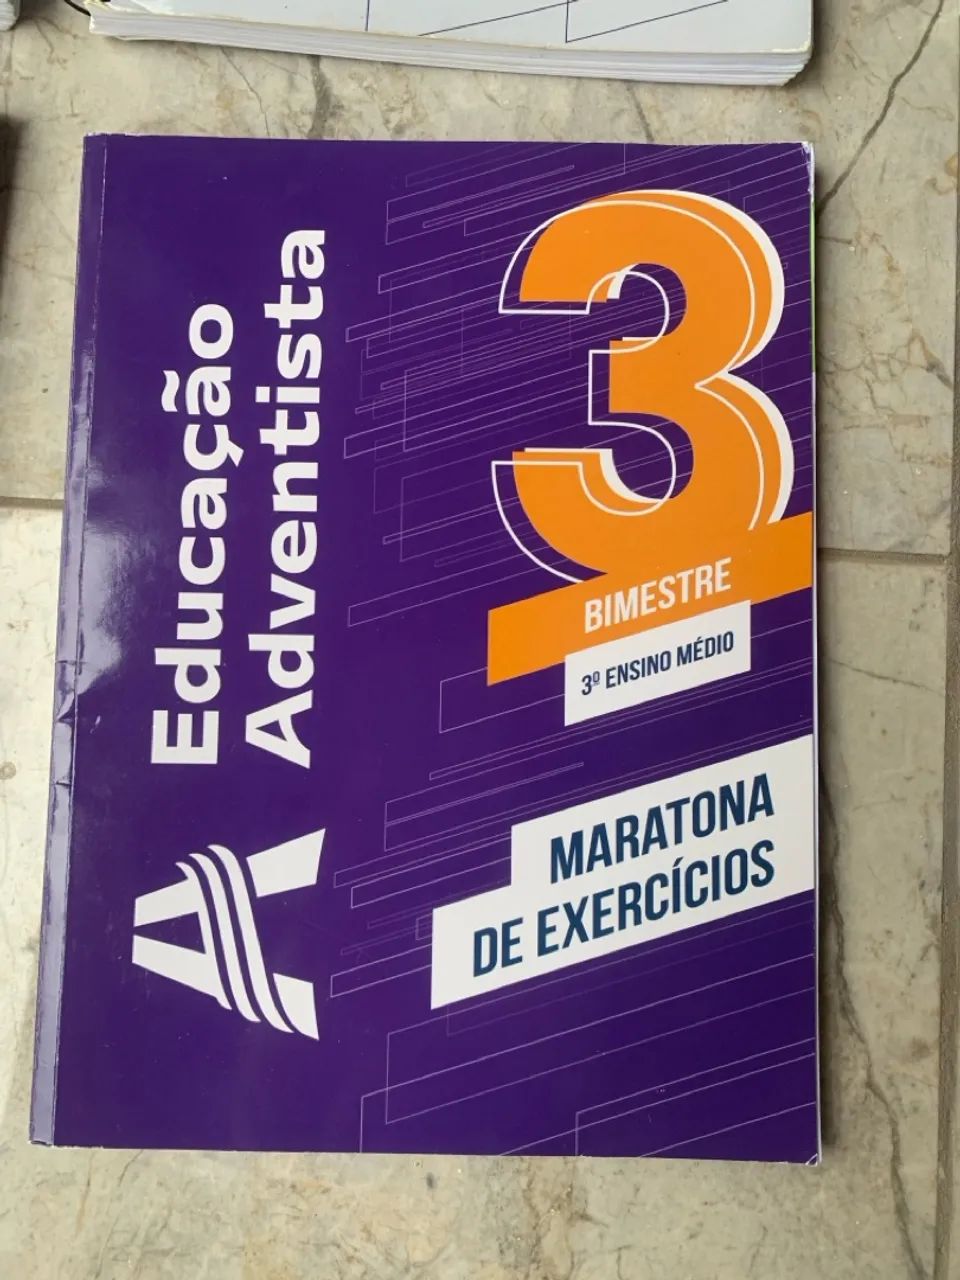 Educação
Adventista
3
BIMESTRE
3º ENSINO MÉDIO
MARATONA
DE EXERCÍCIOS